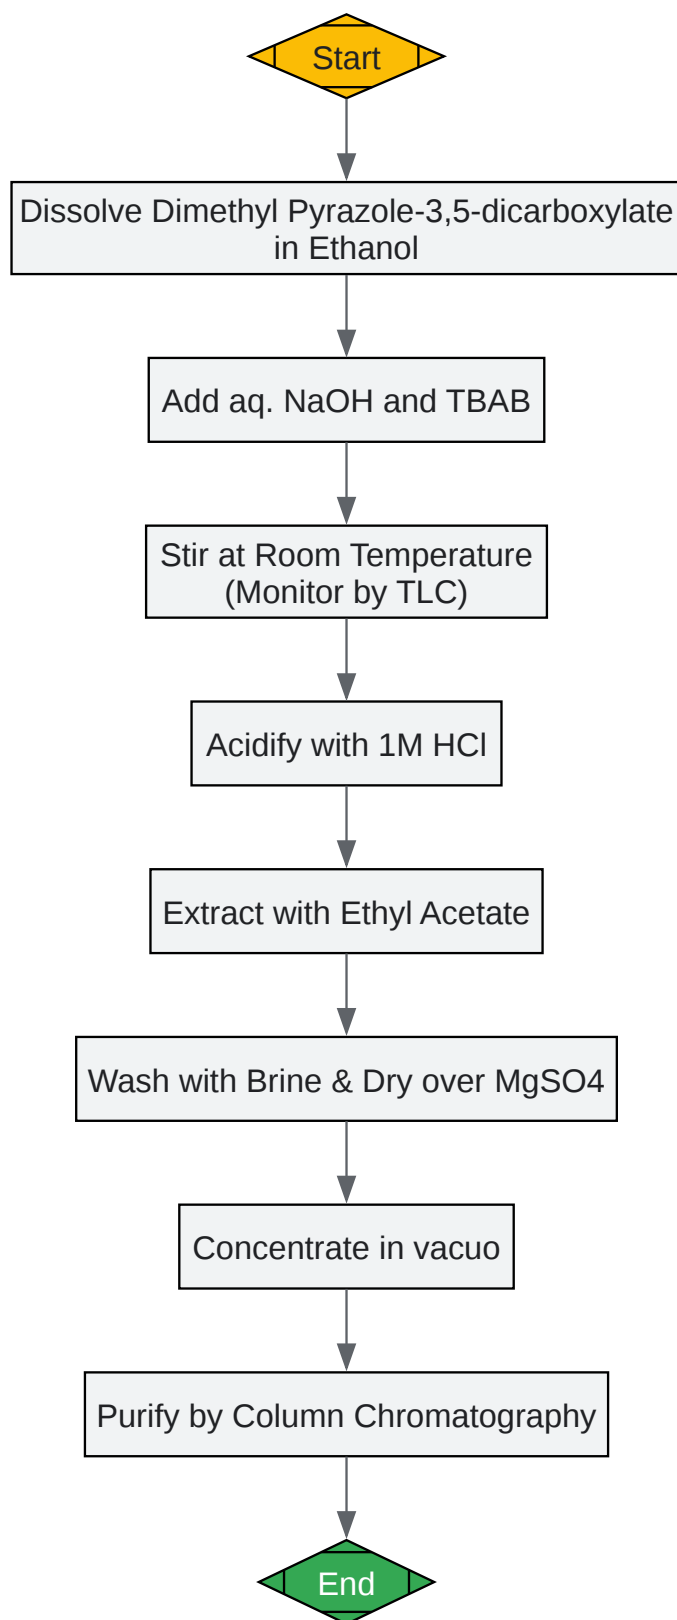 Start
Dissolve Dimethyl Pyrazole-3,5-dicarboxylate
in Ethanol
Add aq. NaOH and TBAB
Stir at Room Temperature
(Monitor by TLC)
Acidify with 1M HCl
Extract with Ethyl Acetate
Wash with Brine & Dry over MgSO4
Concentrate in vacuo
Purify by Column Chromatography
End